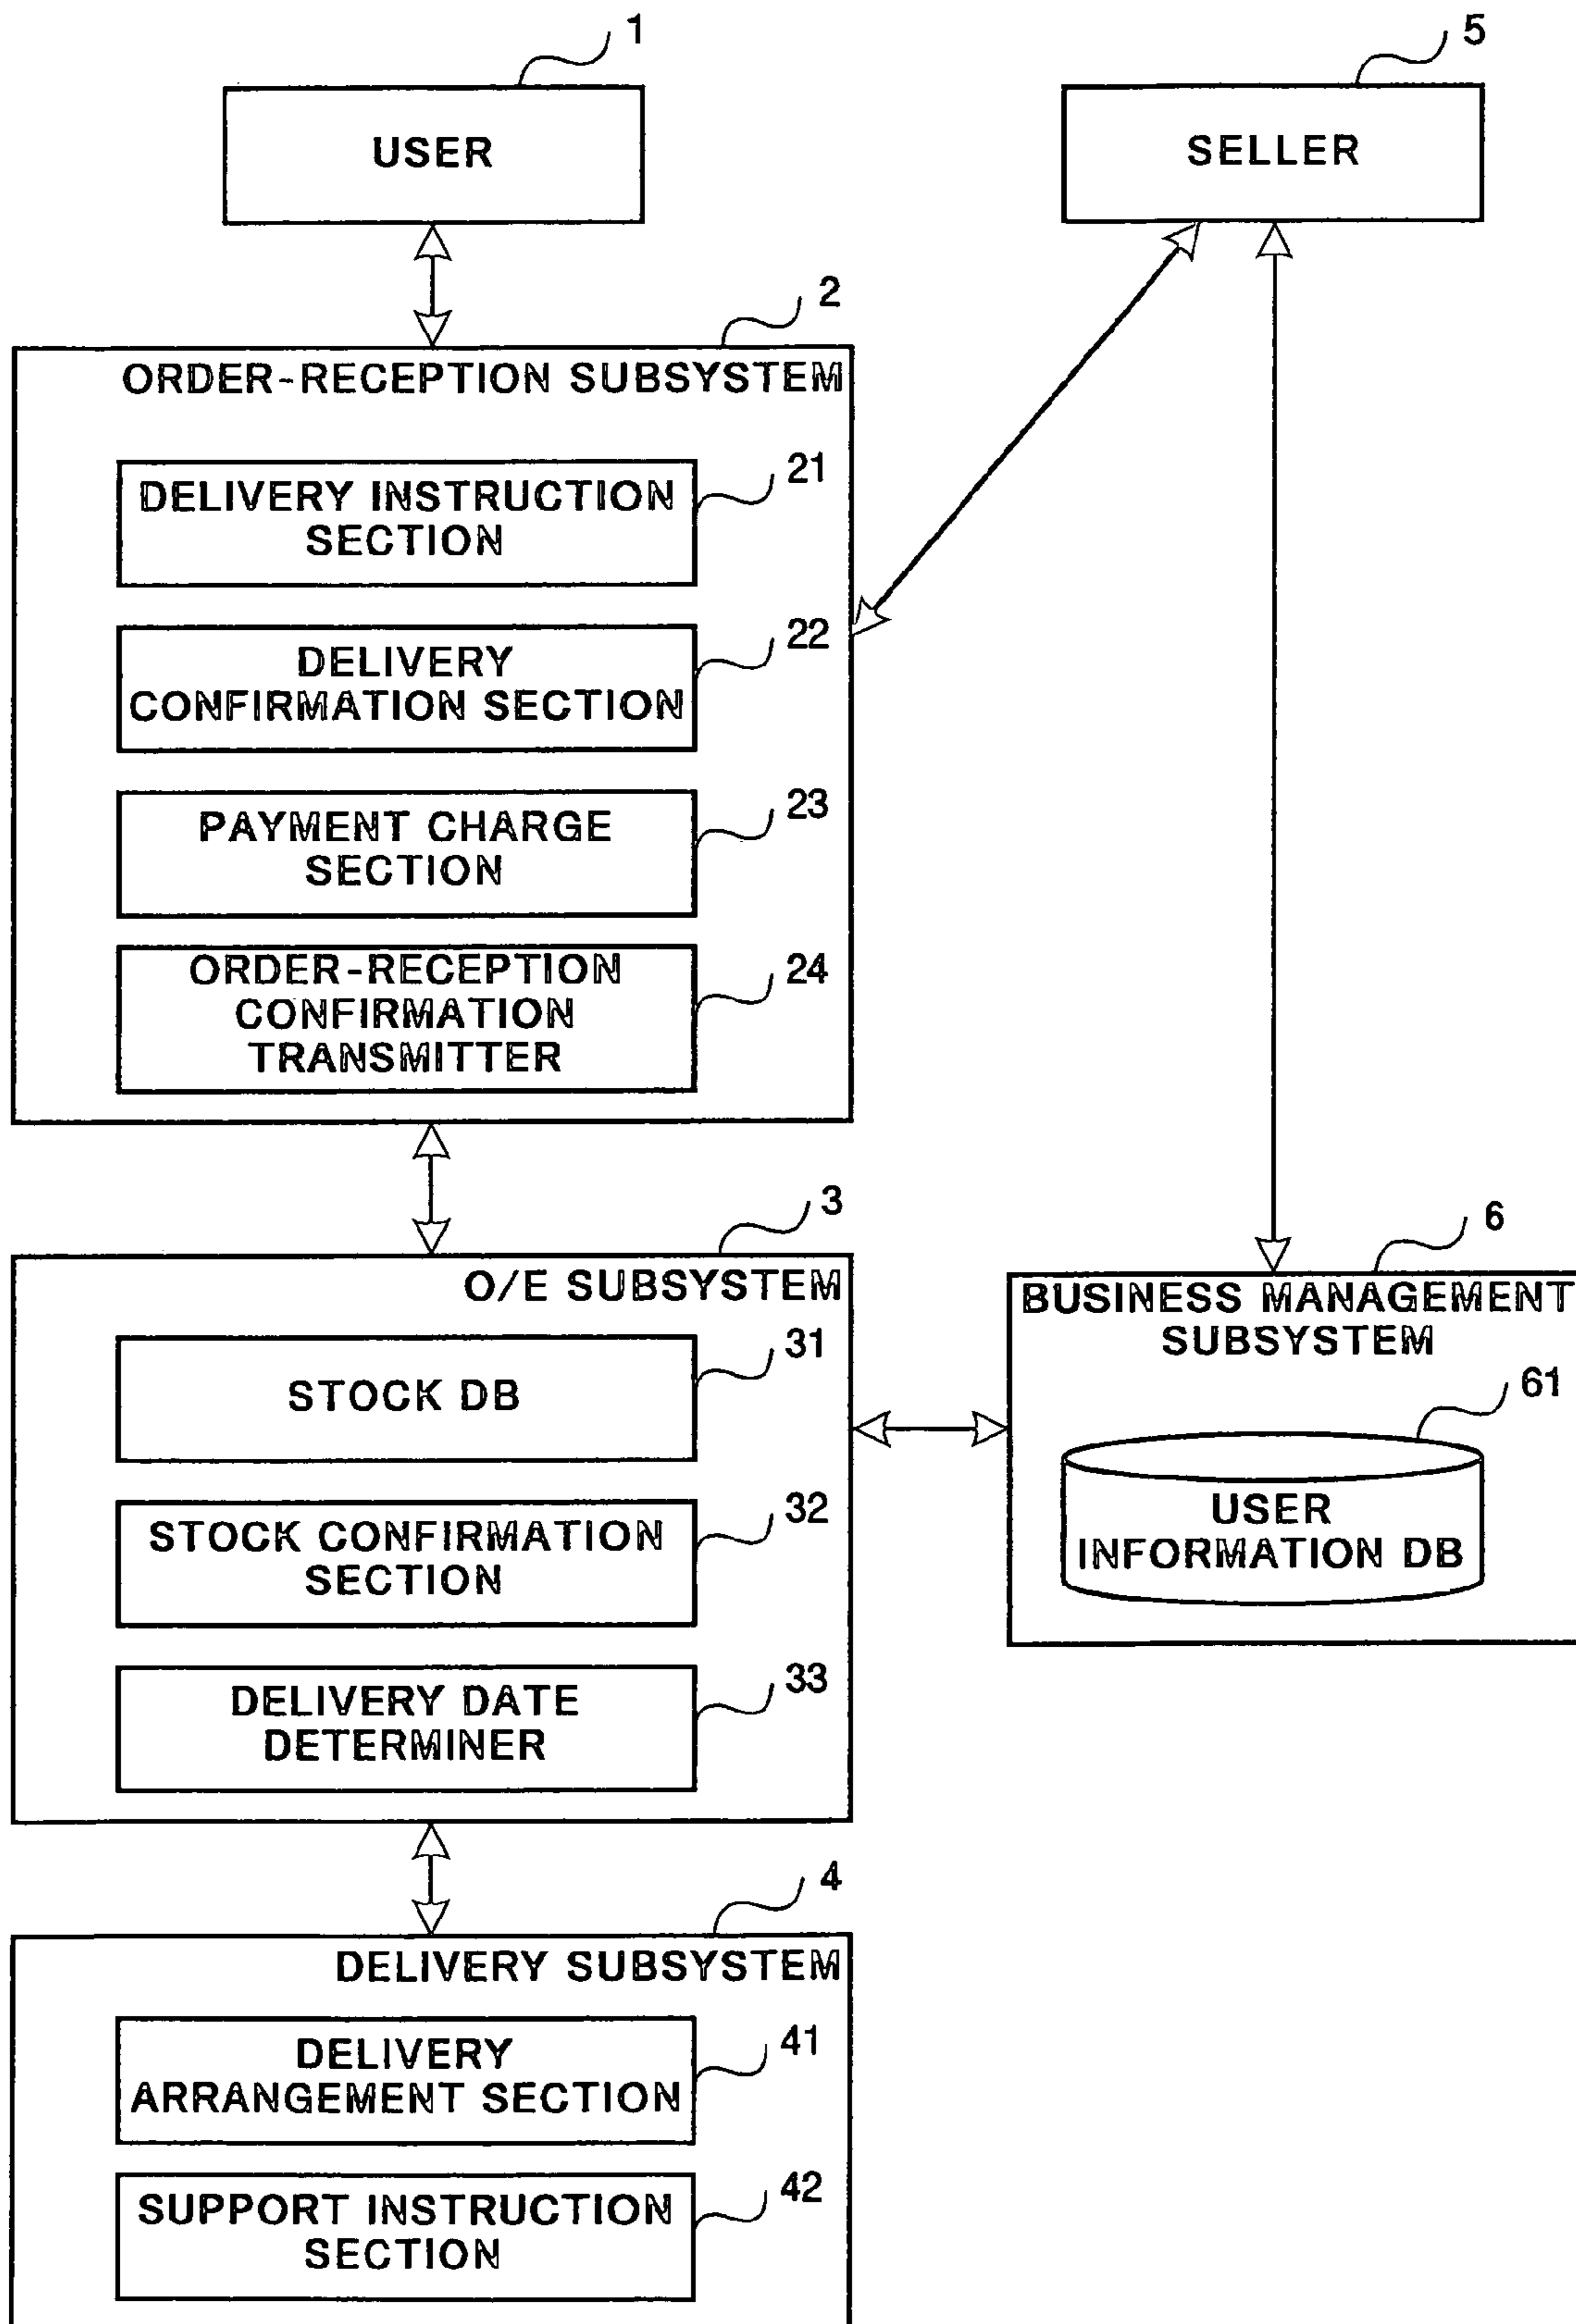 1
USER
5
SELLER
2
ORDER-RECEPTION SUBSYSTEM
21
DELIVERY INSTRUCTION
SECTION
22
DELIVERY
CONFIRMATION SECTION
23
PAYMENT CHARGE
SECTION
24
ORDER-RECEPTION
CONFIRMATION
TRANSMITTER
3
O/E SUBSYSTEM
31
STOCK DB
32
STOCK CONFIRMATION
SECTION
33
DELIVERY DATE
DETERMINER
6
BUSINESS MANAGEMENT
SUBSYSTEM
61
USER
INFORMATION DB
4
DELIVERY SUBSYSTEM
41
DELIVERY
ARRANGEMENT SECTION
42
SUPPORT INSTRUCTION
SECTION